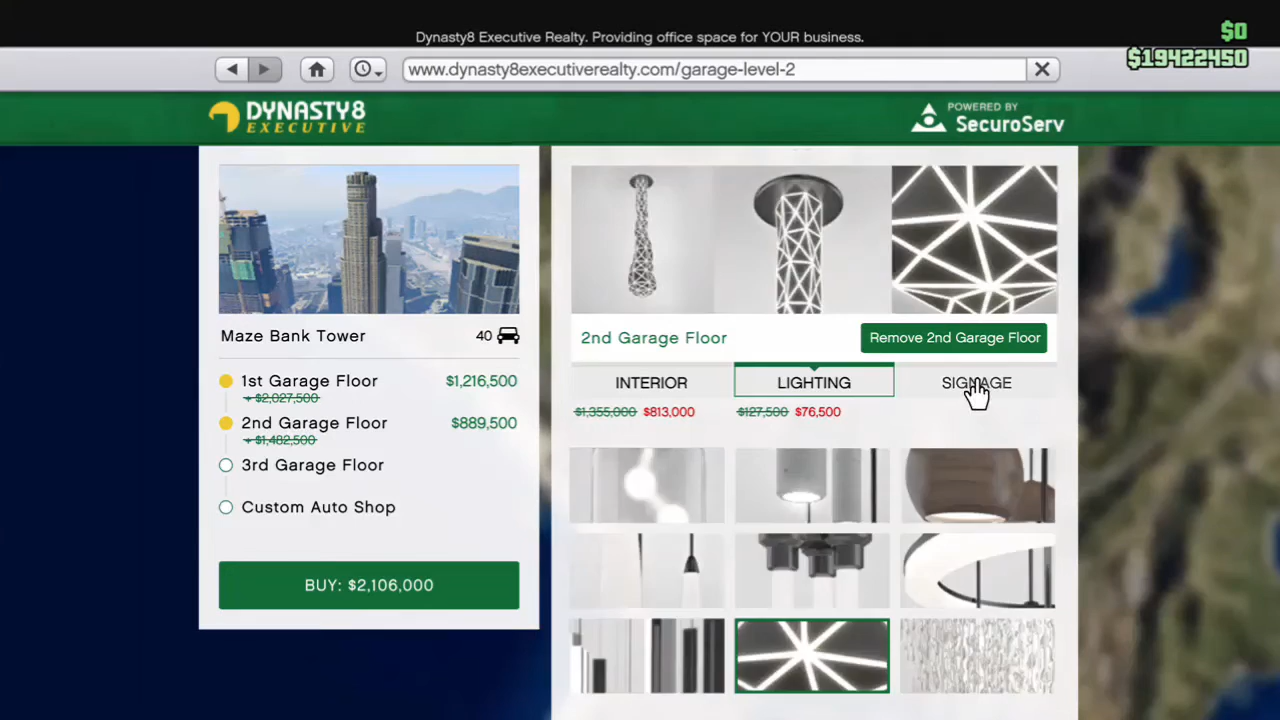 Dynasty8 Executive Realty. Providing office space for YOUR business.
$0
$19422450
www.dynasty8executiverealty.com/garage-level-2
DYNASTY 8
EXECUTIVE
POWERED BY
SecuroServ
Maze Bank Tower 40
1st Garage Floor $1,216,500
+ $2,027,500
2nd Garage Floor $889,500
+ $1,482,500
3rd Garage Floor
Custom Auto Shop
BUY: $2,106,000
2nd Garage Floor
Remove 2nd Garage Floor
INTERIOR LIGHTING SIGNAGE
$1,355,000 $813,000 $127,500 $76,500